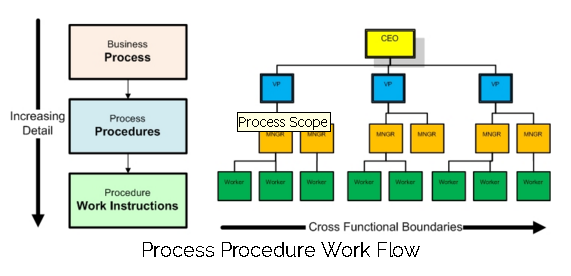 Increasing
Detail
Business
Process
Process
Procedures
Procedure
Work Instructions
CEO
VP
VP
VP
Process Scope
MNGR
MNGR
MNGR
MNGR
MNGR
MNGR
Worker
Worker
Worker
Worker
Worker
Worker
Worker
Worker
Cross Functional Boundaries
Process Procedure Work Flow